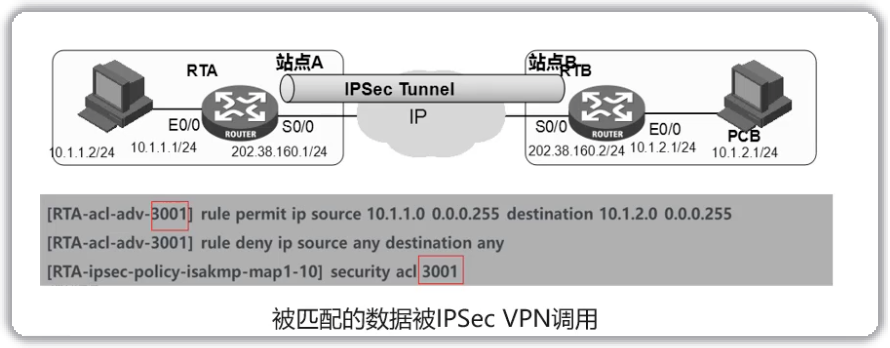 站点A
站点B
RTA
RTB
IPSec Tunnel
IP
E0/0
S0/0
S0/0
E0/0
PCB
ROUTER
ROUTER
10.1.1.2/24
10.1.1.1/24
202.38.160.1/24
202.38.160.2/24
10.1.2.1/24
10.1.2.1/24
[RTA-acl-adv-3001] rule permit ip source 10.1.1.0 0.0.0.255 destination 10.1.2.0 0.0.0.255
[RTA-acl-adv-3001] rule deny ip source any destination any
[RTA-ipsec-policy-isakmp-map1-10] security acl 3001
被匹配的数据被IPSec VPN调用